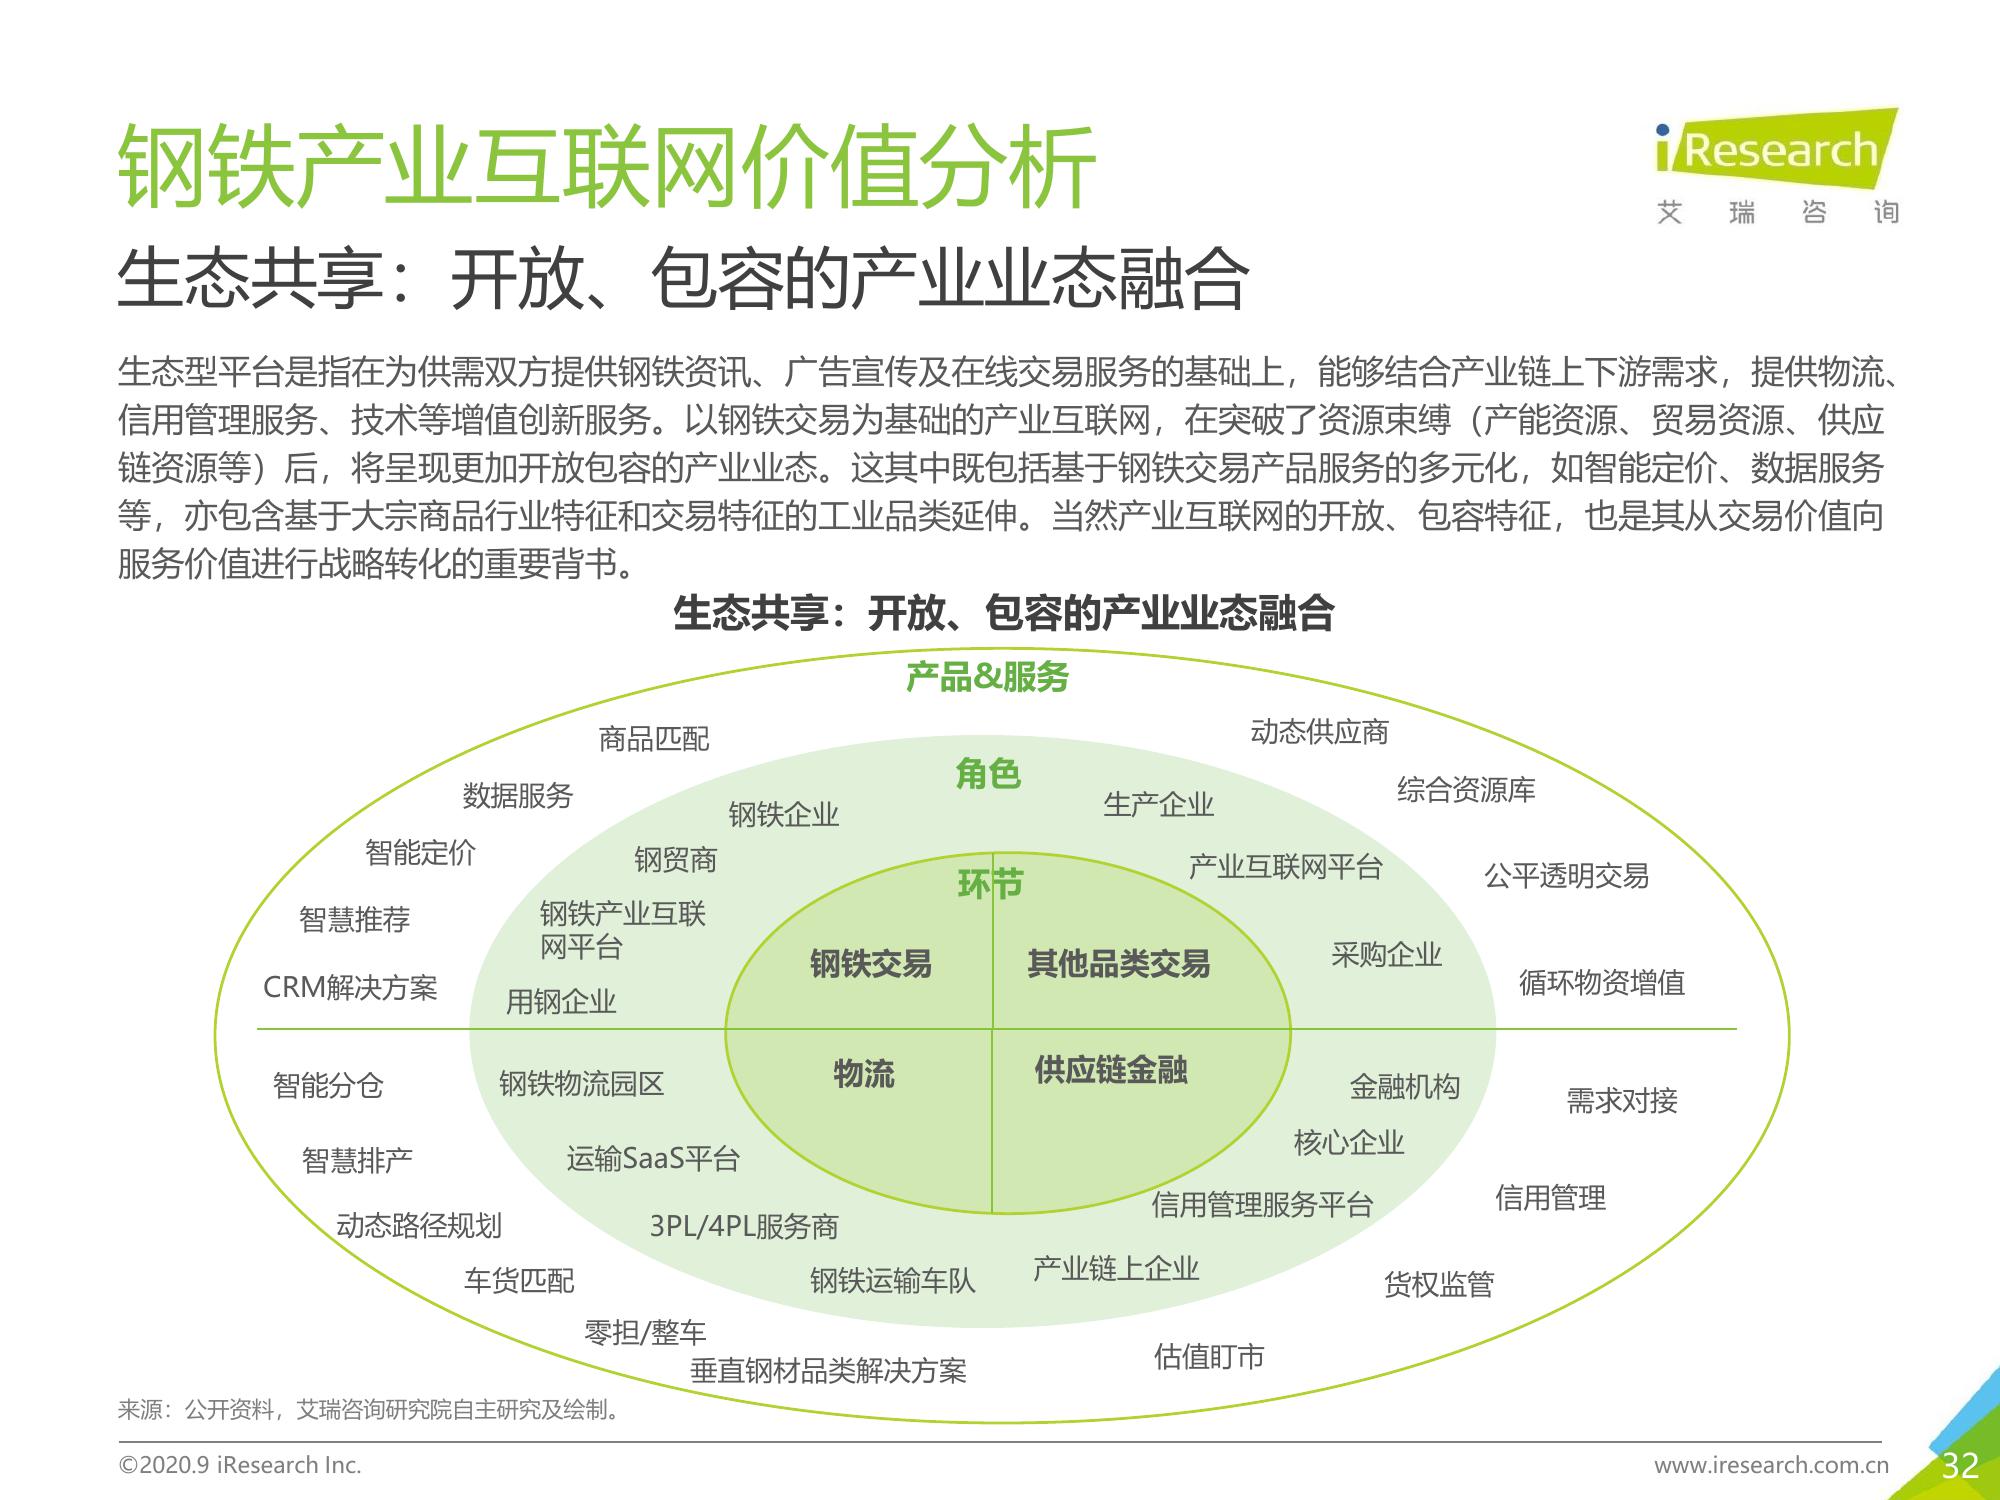 钢铁产业互联网价值分析
iResearch
艾瑞咨询
生态共享：开放、包容的产业业态融合
生态型平台是指在为供需双方提供钢铁资讯、广告宣传及在线交易服务的基础上，能够结合产业链上下游需求，提供物流、
信用管理服务、技术等增值创新服务。以钢铁交易为基础的产业互联网，在突破了资源束缚（产能资源、贸易资源、供应
链资源等）后，将呈现更加开放包容的产业业态。这其中既包括基于钢铁交易产品服务的多元化，如智能定价、数据服务
等，亦包含基于大宗商品行业特征和交易特征的工业品类延伸。当然产业互联网的开放、包容特征，也是其从交易价值向
服务价值进行战略转化的重要背书。
生态共享：开放、包容的产业业态融合
产品&服务
商品匹配
数据服务
智能定价
智慧推荐
CRM解决方案
动态供应商
综合资源库
公平透明交易
循环物资增值
角色
钢铁企业
钢贸商
钢铁产业互联
网平台
用钢企业
生产企业
产业互联网平台
采购企业
环节
钢铁交易
其他品类交易
物流
供应链金融
钢铁物流园区
运输SaaS平台
3PL/4PL服务商
钢铁运输车队
金融机构
核心企业
信用管理服务平台
产业链上企业
智能分仓
智慧排产
动态路径规划
车货匹配
零担/整车
垂直钢材品类解决方案
需求对接
信用管理
货权监管
估值盯市
来源：公开资料，艾瑞咨询研究院自主研究及绘制。
©2020.9 iResearch Inc.
www.iresearch.com.cn
32